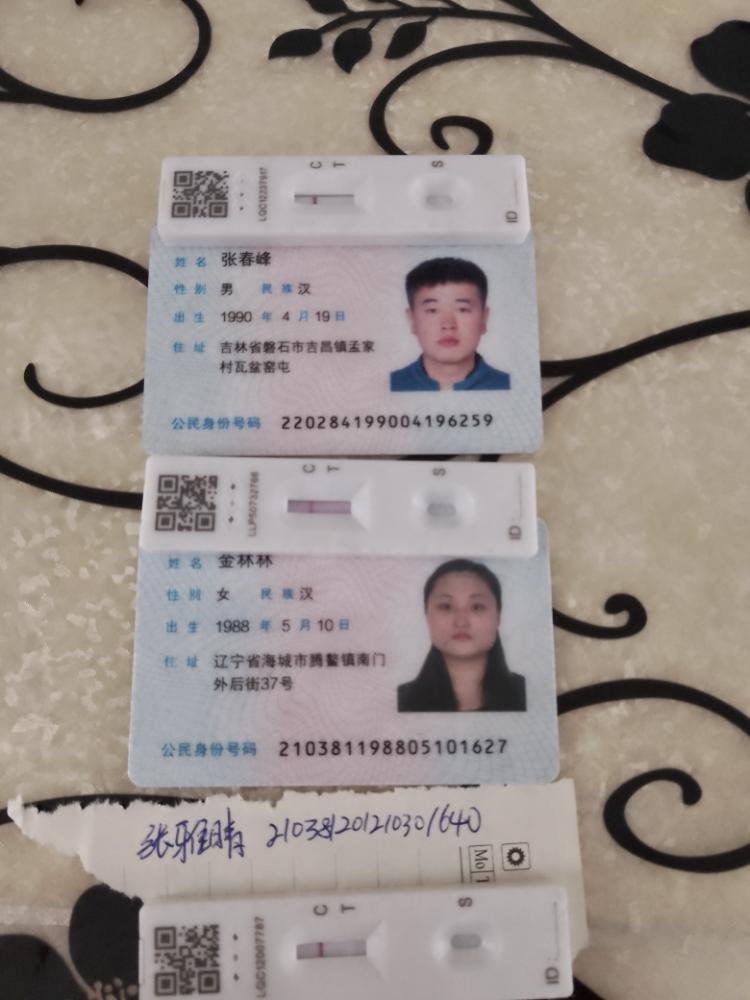 LQC12237917
C
T
S
ID
姓名 张春峰
性别 男 民族 汉
出生 1990 年 4 月 19 日
住址 吉林省磐石市吉昌镇孟家
村瓦盆窑屯
公民身份号码 220284199004196259
LLP50732766
C
T
S
ID
姓名 金林林
性别 女 民族 汉
出生 1988 年 5 月 10 日
住址 辽宁省海城市腾鳌镇南门
外后街37号
公民身份号码 210381198805101627
张雅晴 210381201210301640
Mo
LQC12007787
C
T
S
ID